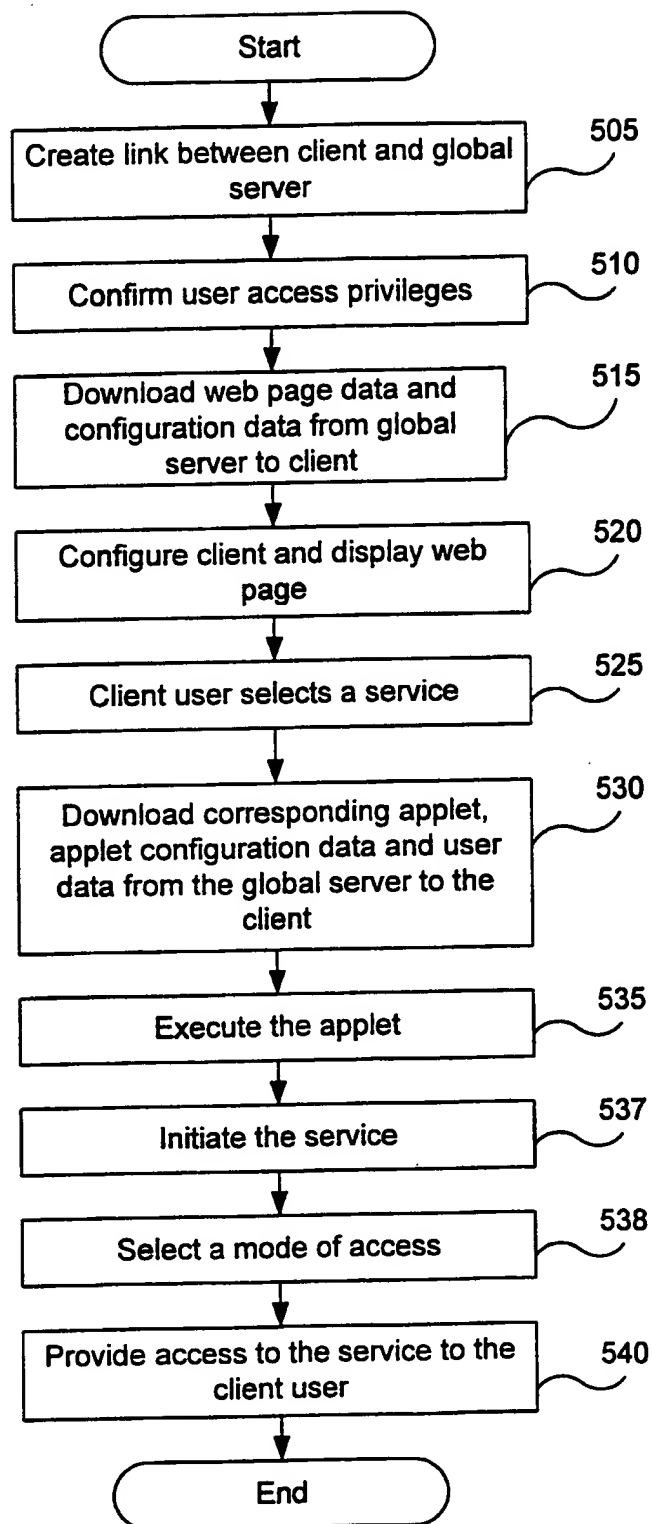 Start
505
Create link between client and global
server
510
Confirm user access privileges
515
Download web page data and
configuration data from global
server to client
520
Configure client and display web
page
525
Client user selects a service
530
Download corresponding applet,
applet configuration data and user
data from the global server to the
client
535
Execute the applet
537
Initiate the service
538
Select a mode of access
540
Provide access to the service to the
client user
End